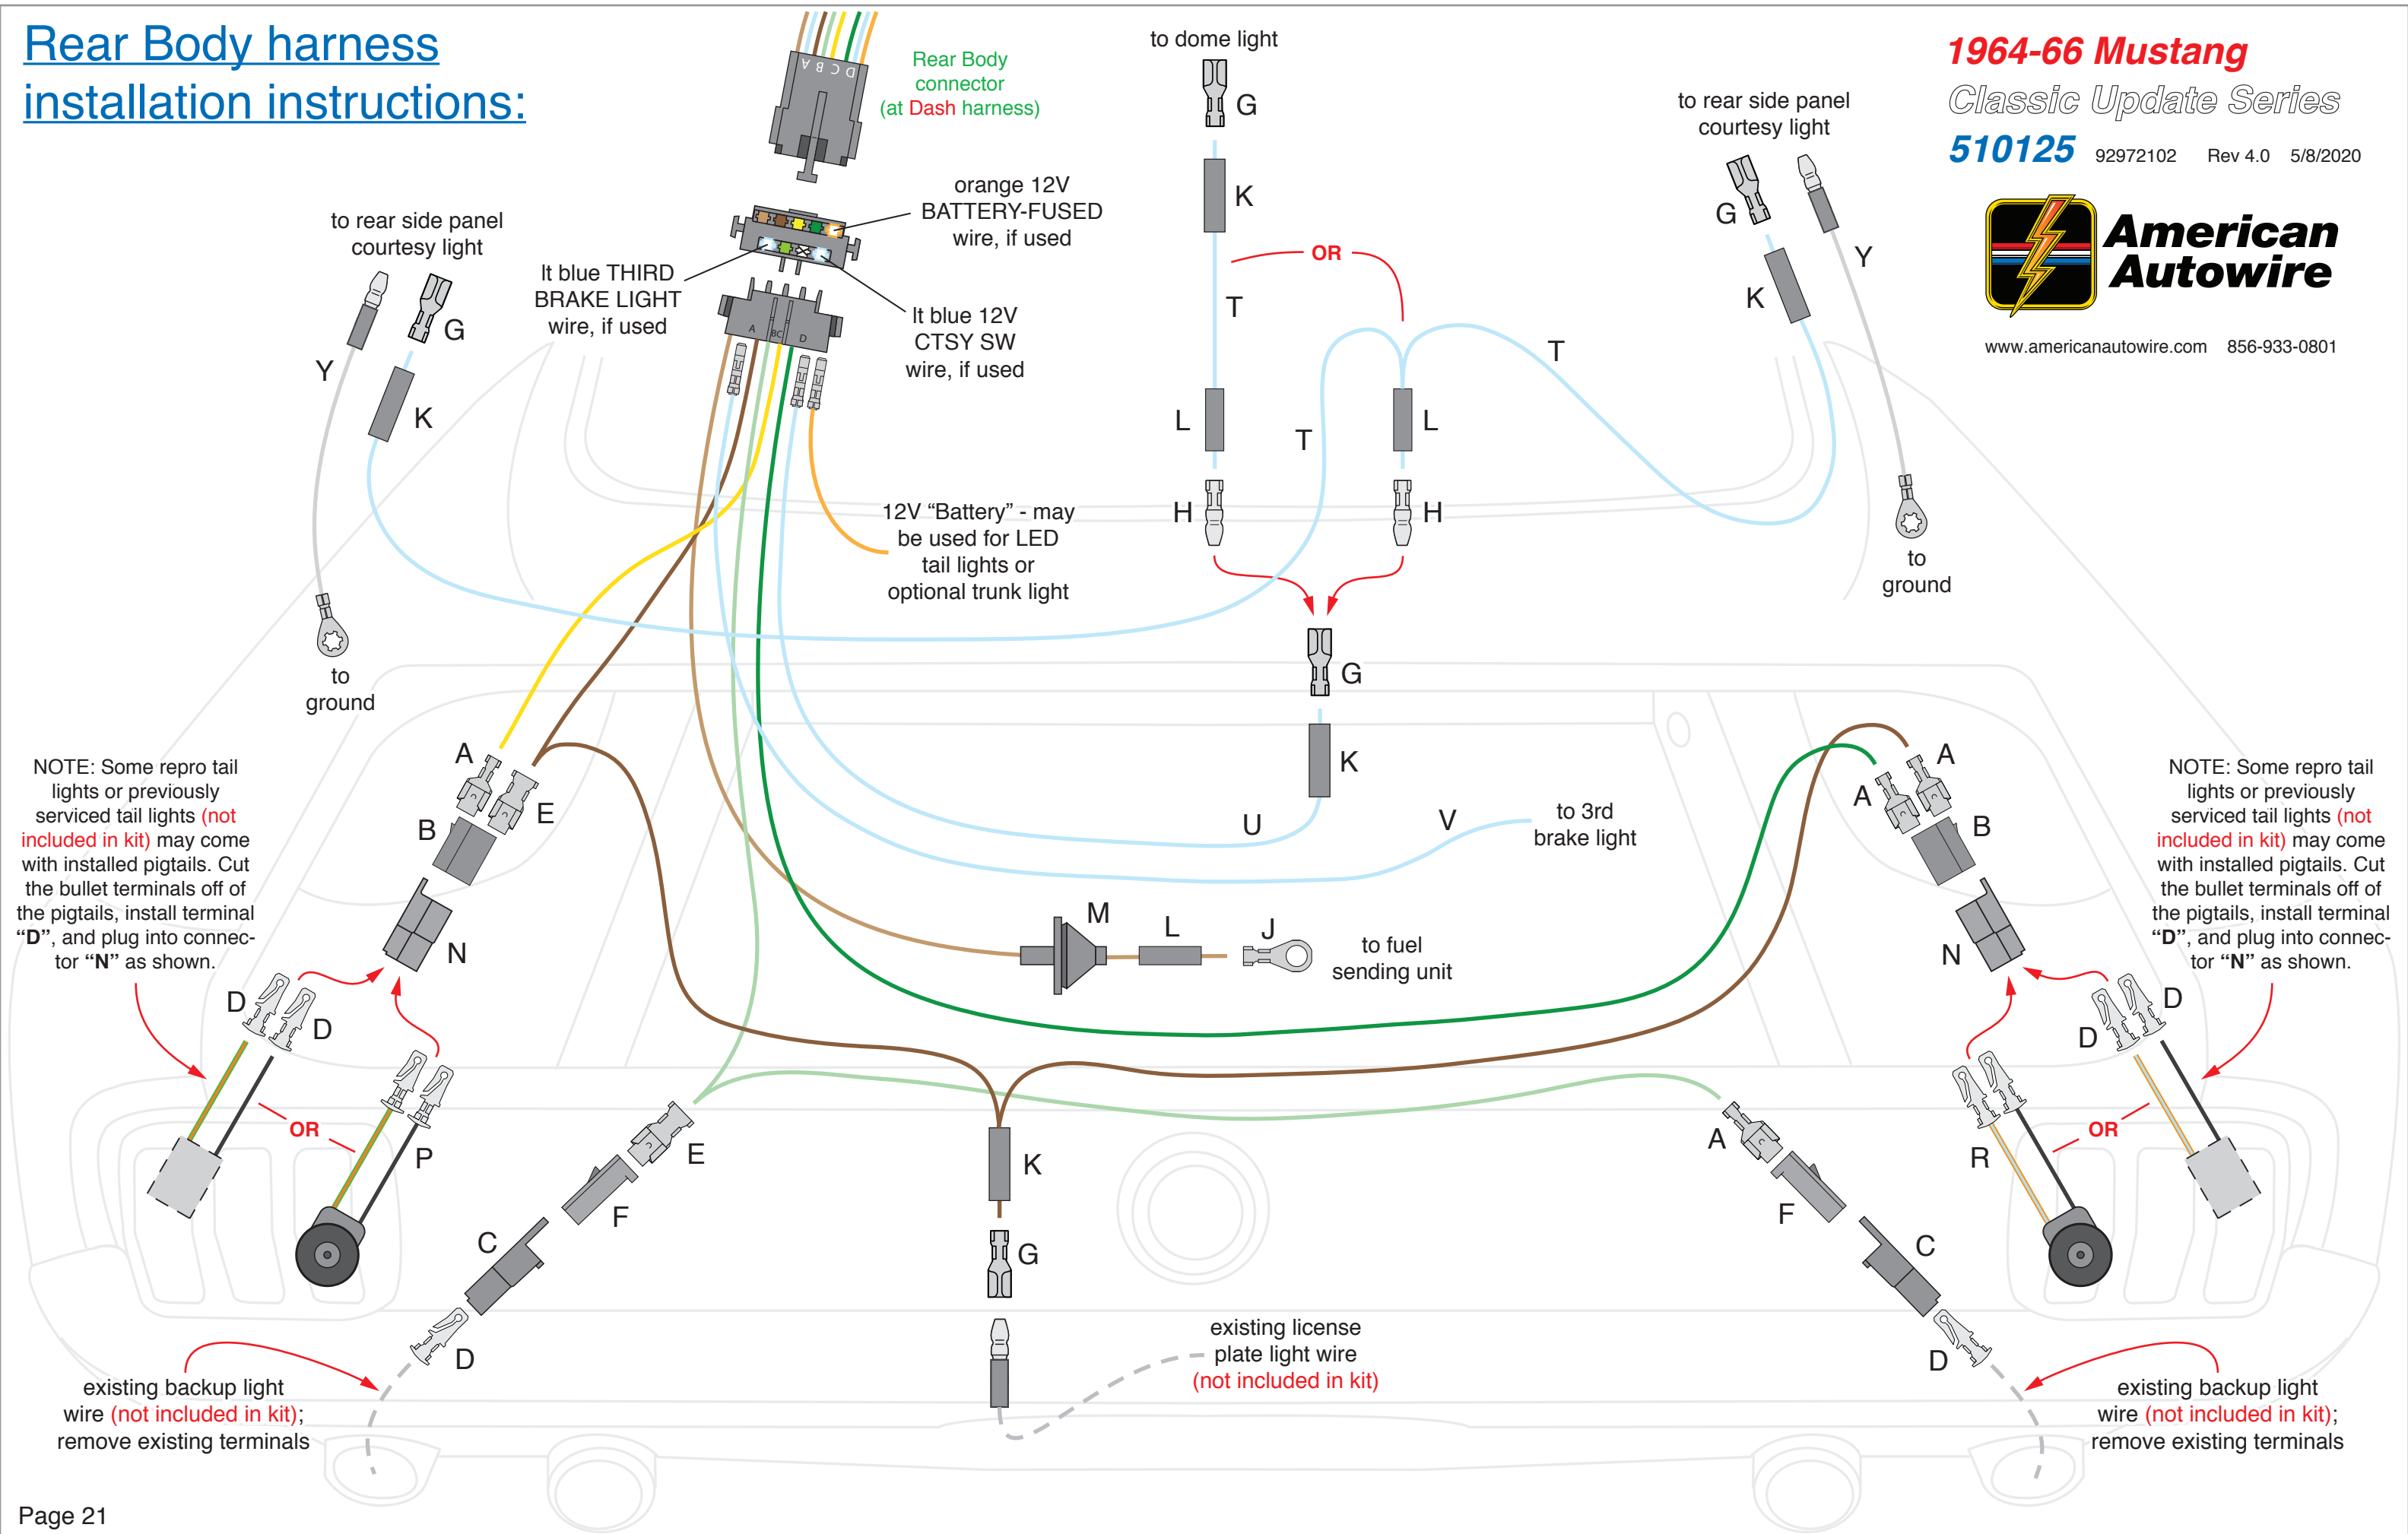 Rear Body harness
installation instructions:
A B C D
Rear Body
connector
(at Dash harness)
to dome light
G
K
T
L
H
OR
T
T
L
H
1964-66 Mustang
Classic Update Series
510125 92972102 Rev 4.0 5/8/2020
American
Autowire
www.americanautowire.com 856-933-0801
to rear side panel
courtesy light
G
K
Y
to
ground
orange 12V
BATTERY-FUSED
wire, if used
lt blue THIRD
BRAKE LIGHT
wire, if used
lt blue 12V
CTSY SW
wire, if used
A BC D
to rear side panel
courtesy light
Y
G
K
to
ground
12V “Battery” - may
be used for LED
tail lights or
optional trunk light
G
K
U
V
to 3rd
brake light
M
L
J
to fuel
sending unit
NOTE: Some repro tail
lights or previously
serviced tail lights (not
included in kit) may come
with installed pigtails. Cut
the bullet terminals off of
the pigtails, install terminal
“D”, and plug into connec-
tor “N” as shown.
A
E
B
N
D
D
OR
P
NOTE: Some repro tail
lights or previously
serviced tail lights (not
included in kit) may come
with installed pigtails. Cut
the bullet terminals off of
the pigtails, install terminal
“D”, and plug into connec-
tor “N” as shown.
A
A
B
N
D
D
OR
R
E
F
C
D
existing backup light
wire (not included in kit);
remove existing terminals
K
G
existing license
plate light wire
(not included in kit)
A
F
C
D
existing backup light
wire (not included in kit);
remove existing terminals
Page 21